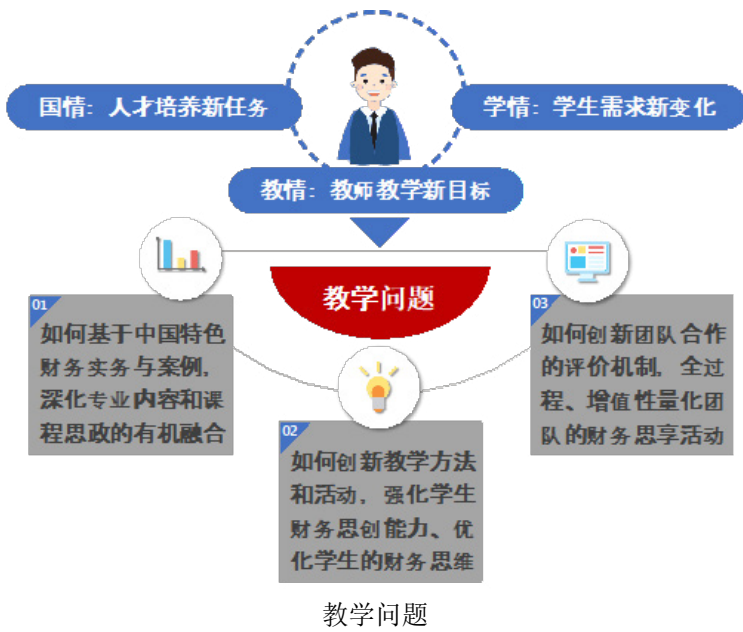 国情：人才培养新任务
学情：学生需求新变化
教情：教师教学新目标
教学问题
01
如何基于中国特色
财务实务与案例，
深化专业内容和课
程思政的有机融合
02
如何创新教学方法
和活动，强化学生
财务思创能力、优
化学生的财务思维
03
如何创新团队合作
的评价机制，全过
程、增值性量化团
队的财务思享活动
教学问题